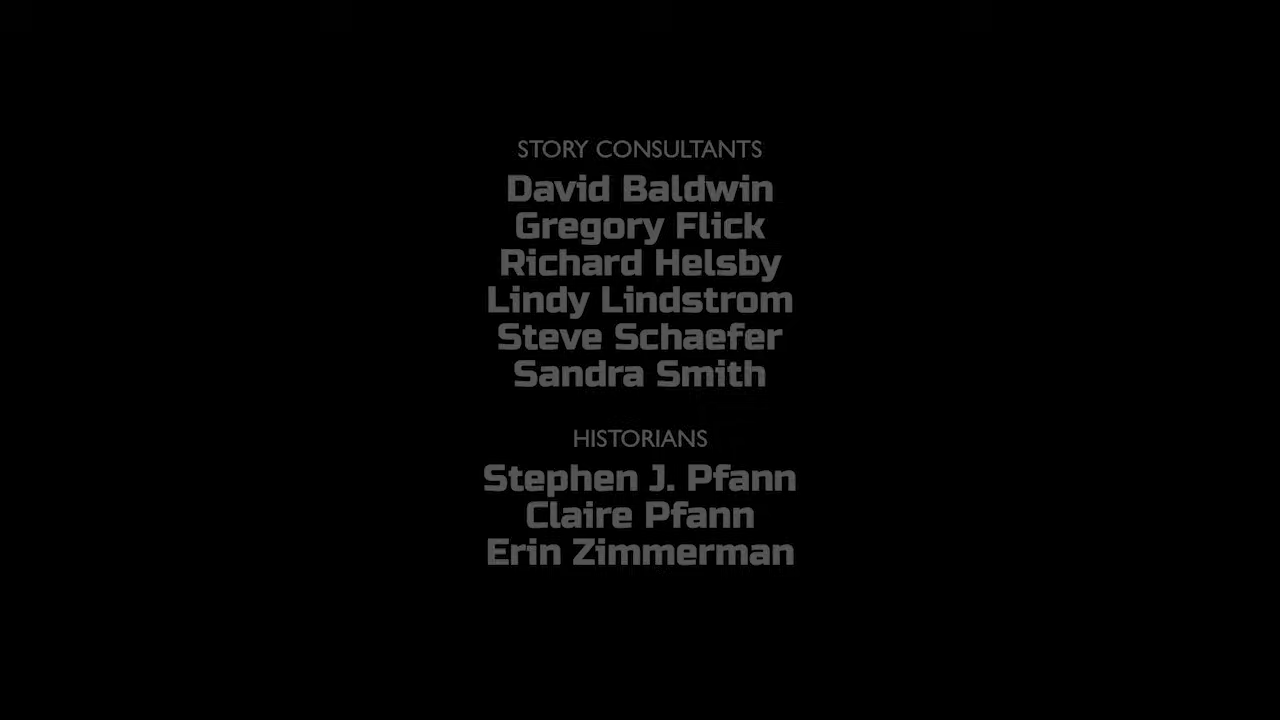 STORY CONSULTANTS
David Baldwin
Gregory Flick
Richard Helsby
Lindy Lindstrom
Steve Schaefer
Sandra Smith
HISTORIANS
Stephen J. Pfann
Claire Pfann
Erin Zimmerman